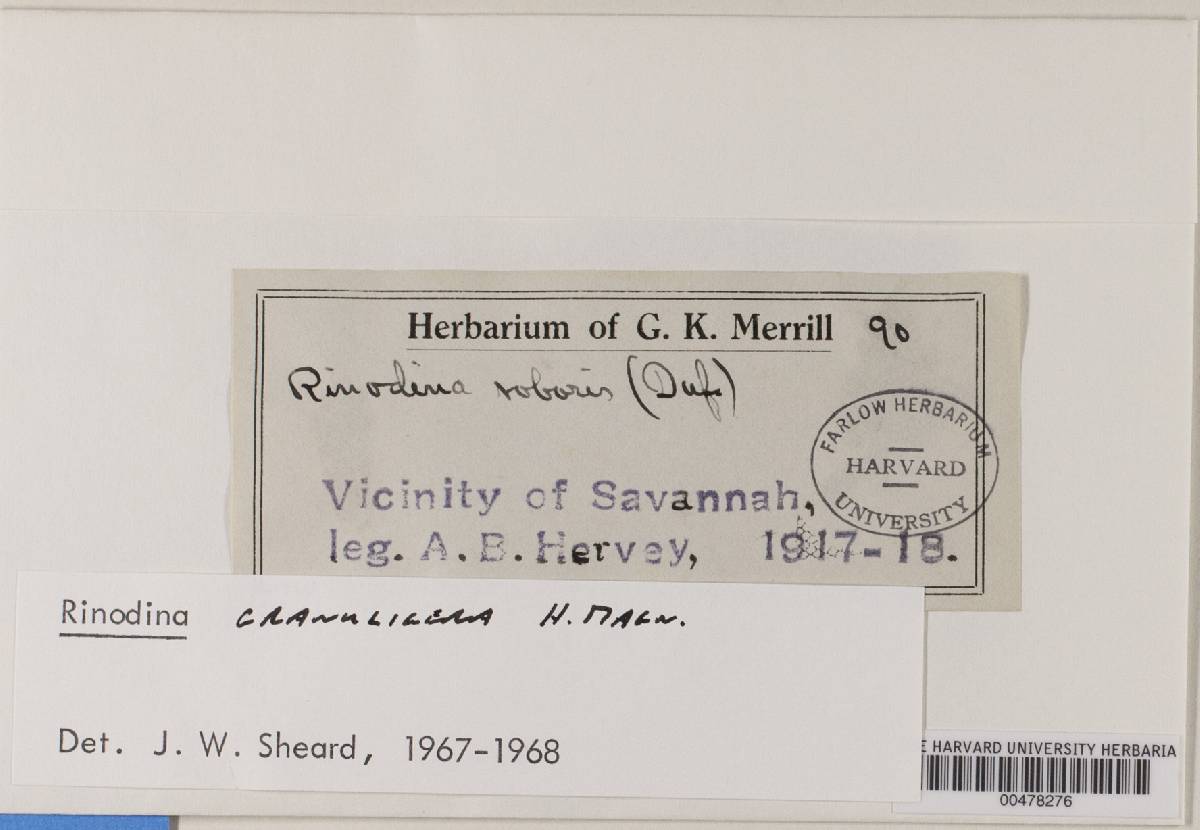 Herbarium of G. K. Merrill 90
Rinodina roboris (Duf.)
FARLOW HERBARIUM
HARVARD
UNIVERSITY
Vicinity of Savannah,
leg. A. B. Hervey, 1917-18.
Rinodina GRANULIGERA H. MAGN.
Det. J. W. Sheard, 1967-1968
E HARVARD UNIVERSITY HERBARIA
00478276